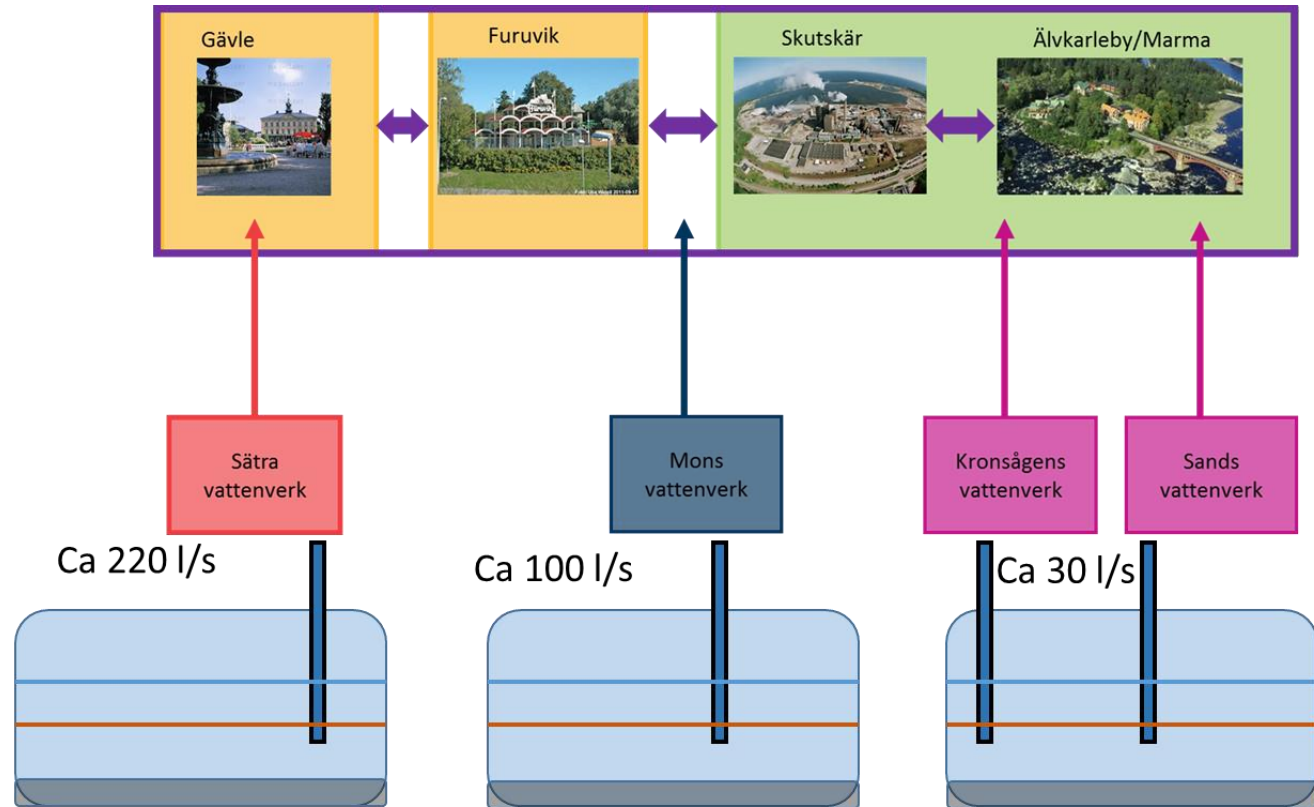 Gävle
Furuvik
Skutskär
Älvkarleby/Marma
Sätra
vattenverk
Mons
vattenverk
Kronsågens
vattenverk
Sands
vattenverk
Ca 220 l/s
Ca 100 l/s
Ca 30 l/s